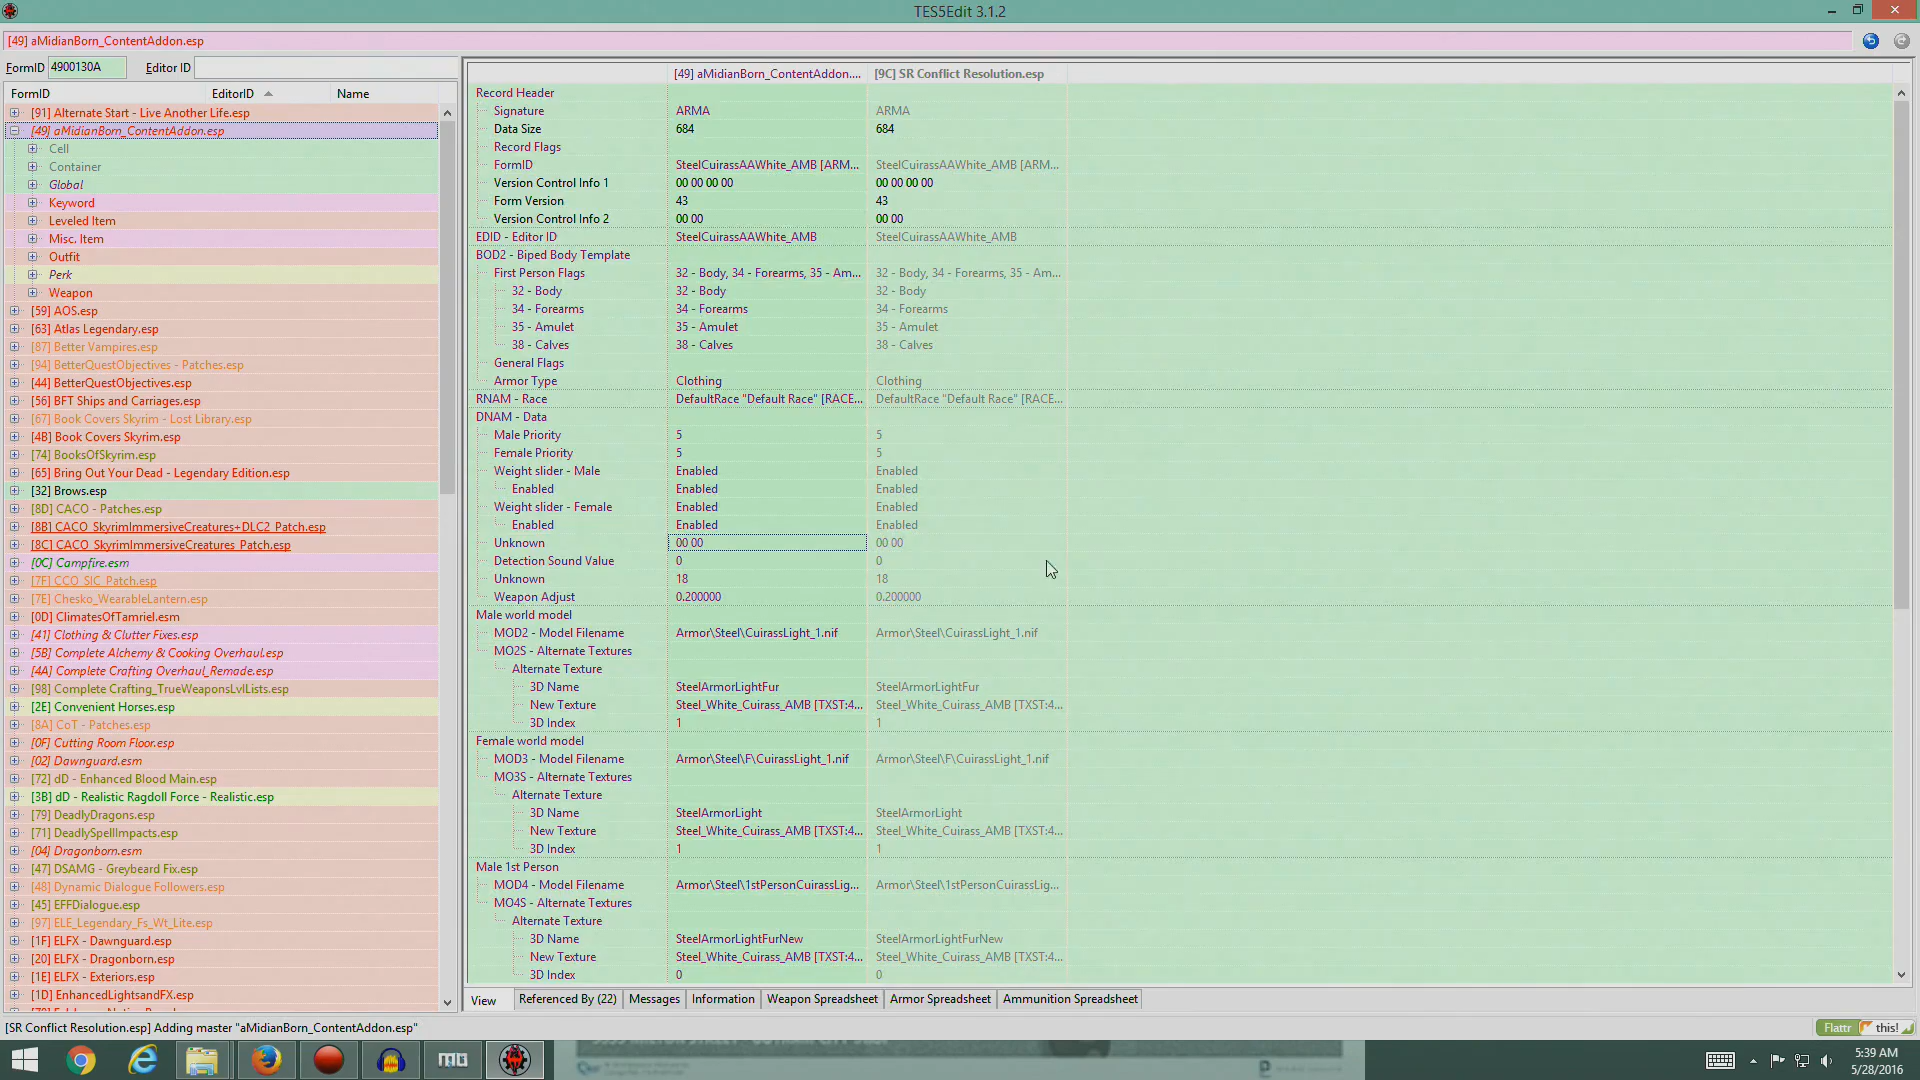 TES5Edit 3.1.2
[49] aMidianBorn_ContentAddon.esp
FormID 4900130A Editor ID
FormID EditorID Name
[91] Alternate Start - Live Another Life.esp
[49] aMidianBorn_ContentAddon.esp
Cell
Container
Global
Keyword
Leveled Item
Misc. Item
Outfit
Perk
Weapon
[59] AOS.esp
[63] Atlas Legendary.esp
[87] Better Vampires.esp
[94] BetterQuestObjectives - Patches.esp
[44] BetterQuestObjectives.esp
[56] BFT Ships and Carriages.esp
[67] Book Covers Skyrim - Lost Library.esp
[4B] Book Covers Skyrim.esp
[74] BooksOfSkyrim.esp
[65] Bring Out Your Dead - Legendary Edition.esp
[32] Brows.esp
[8D] CACO - Patches.esp
[8B] CACO_SkyrimImmersiveCreatures+DLC2_Patch.esp
[8C] CACO_SkyrimImmersiveCreatures_Patch.esp
[0C] Campfire.esm
[7F] CCO_SIC_Patch.esp
[7E] Chesko_WearableLantern.esp
[0D] ClimatesOfTamriel.esm
[41] Clothing & Clutter Fixes.esp
[5B] Complete Alchemy & Cooking Overhaul.esp
[4A] Complete Crafting Overhaul_Remade.esp
[98] Complete Crafting_TrueWeaponsLvlLists.esp
[2E] Convenient Horses.esp
[8A] CoT - Patches.esp
[0F] Cutting Room Floor.esp
[02] Dawnguard.esm
[72] dD - Enhanced Blood Main.esp
[3B] dD - Realistic Ragdoll Force - Realistic.esp
[79] DeadlyDragons.esp
[71] DeadlySpellImpacts.esp
[04] Dragonborn.esm
[47] DSAMG - Greybeard Fix.esp
[48] Dynamic Dialogue Followers.esp
[45] EFFDialogue.esp
[97] ELE_Legendary_Fs_Wt_Lite.esp
[1F] ELFX - Dawnguard.esp
[20] ELFX - Dragonborn.esp
[1E] ELFX - Exteriors.esp
[1D] EnhancedLightsandFX.esp
[49] aMidianBorn_ContentAddon.... [9C] SR Conflict Resolution.esp
Record Header
Signature ARMA ARMA
Data Size 684 684
Record Flags
FormID SteelCuirassAAWhite_AMB [ARM... SteelCuirassAAWhite_AMB [ARM...
Version Control Info 1 00 00 00 00 00 00 00 00
Form Version 43 43
Version Control Info 2 00 00 00 00
EDID - Editor ID SteelCuirassAAWhite_AMB SteelCuirassAAWhite_AMB
BOD2 - Biped Body Template
First Person Flags 32 - Body, 34 - Forearms, 35 - Am... 32 - Body, 34 - Forearms, 35 - Am...
32 - Body 32 - Body 32 - Body
34 - Forearms 34 - Forearms 34 - Forearms
35 - Amulet 35 - Amulet 35 - Amulet
38 - Calves 38 - Calves 38 - Calves
General Flags
Armor Type Clothing Clothing
RNAM - Race DefaultRace "Default Race" [RACE... DefaultRace "Default Race" [RACE...
DNAM - Data
Male Priority 5 5
Female Priority 5 5
Weight slider - Male Enabled Enabled
Enabled Enabled Enabled
Weight slider - Female Enabled Enabled
Enabled Enabled Enabled
Unknown 00 00 00 00
Detection Sound Value 0 0
Unknown 18 18
Weapon Adjust 0.200000 0.200000
Male world model
MOD2 - Model Filename Armor\Steel\CuirassLight_1.nif Armor\Steel\CuirassLight_1.nif
MO2S - Alternate Textures
Alternate Texture
3D Name SteelArmorLightFur SteelArmorLightFur
New Texture Steel_White_Cuirass_AMB [TXST:4... Steel_White_Cuirass_AMB [TXST:4...
3D Index 1 1
Female world model
MOD3 - Model Filename Armor\Steel\F\CuirassLight_1.nif Armor\Steel\F\CuirassLight_1.nif
MO3S - Alternate Textures
Alternate Texture
3D Name SteelArmorLight SteelArmorLight
New Texture Steel_White_Cuirass_AMB [TXST:4... Steel_White_Cuirass_AMB [TXST:4...
3D Index 1 1
Male 1st Person
MOD4 - Model Filename Armor\Steel\1stPersonCuirassLig... Armor\Steel\1stPersonCuirassLig...
MO4S - Alternate Textures
Alternate Texture
3D Name SteelArmorLightFurNew SteelArmorLightFurNew
New Texture Steel_White_Cuirass_AMB [TXST:4... Steel_White_Cuirass_AMB [TXST:4...
3D Index 0 0
View Referenced By (22) Messages Information Weapon Spreadsheet Armor Spreadsheet Ammunition Spreadsheet
[SR Conflict Resolution.esp] Adding master "aMidianBorn_ContentAddon.esp"
Flattr this!
5:39 AM
5/28/2016